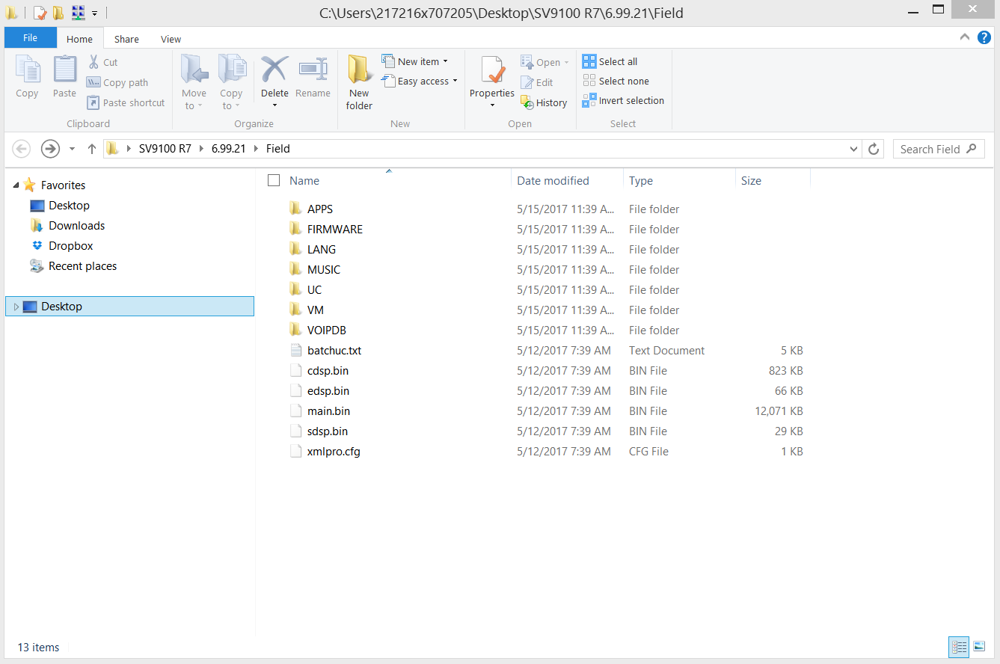 C:\Users\217216x707205\Desktop\SV9100 R7\6.99.21\Field
File Home Share View
Copy
Paste
Cut
Copy path
Paste shortcut
Clipboard
Move to
Copy to
Delete
Rename
Organize
New folder
New item
Easy access
New
Properties
Open
Edit
History
Open
Select all
Select none
Invert selection
Select
SV9100 R7 6.99.21 Field
Search Field
Favorites
Desktop
Downloads
Dropbox
Recent places
Desktop
Name Date modified Type Size
APPS 5/15/2017 11:39 A... File folder
FIRMWARE 5/15/2017 11:39 A... File folder
LANG 5/15/2017 11:39 A... File folder
MUSIC 5/15/2017 11:39 A... File folder
UC 5/15/2017 11:39 A... File folder
VM 5/15/2017 11:39 A... File folder
VOIPDB 5/15/2017 11:39 A... File folder
batchuc.txt 5/12/2017 7:39 AM Text Document 5 KB
cdsp.bin 5/12/2017 7:39 AM BIN File 823 KB
edsp.bin 5/12/2017 7:39 AM BIN File 66 KB
main.bin 5/12/2017 7:39 AM BIN File 12,071 KB
sdsp.bin 5/12/2017 7:39 AM BIN File 29 KB
xmlpro.cfg 5/12/2017 7:39 AM CFG File 1 KB
13 items